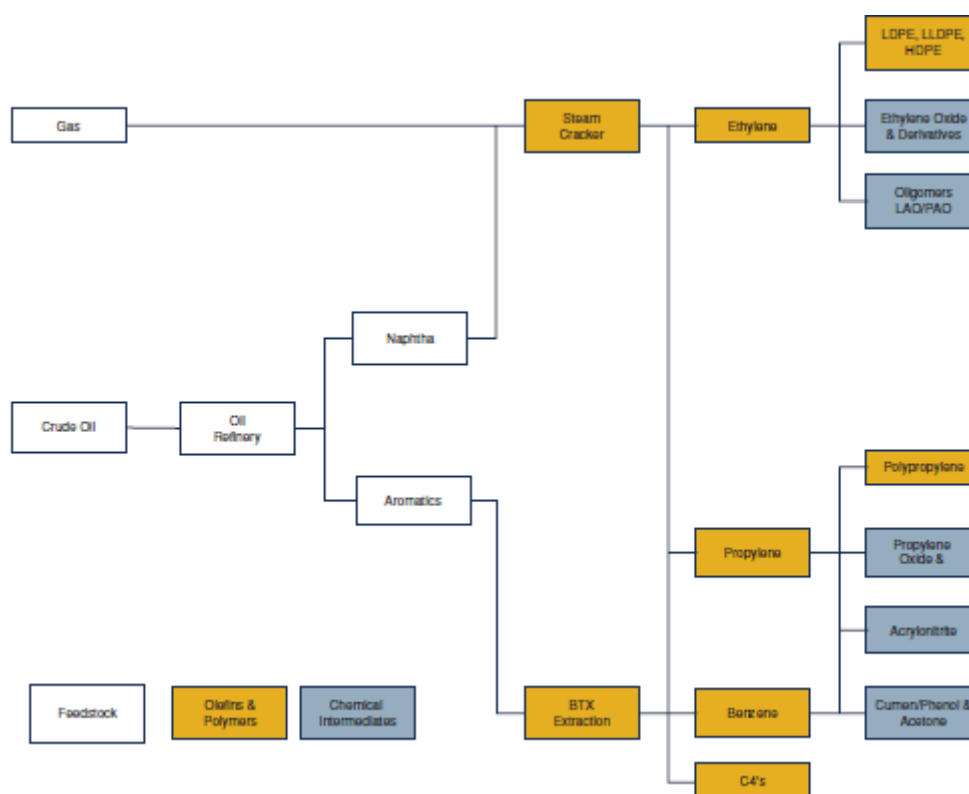 LDPE, LLDPE,
HDPE
Gas
Steam
Cracker
Ethylene
Ethylene Oxide
& Derivatives
Oligomers
LAO/PAO
Naphtha
Crude Oil
Oil
Refinery
Aromatics
Polypropylene
Propylene
Propylene
Oxide &
Acrylonitrite
Feedstock
Olefins &
Polymers
Chemical
Intermediates
BTX
Extraction
Benzene
Cumen/Phenol &
Acetone
C4's